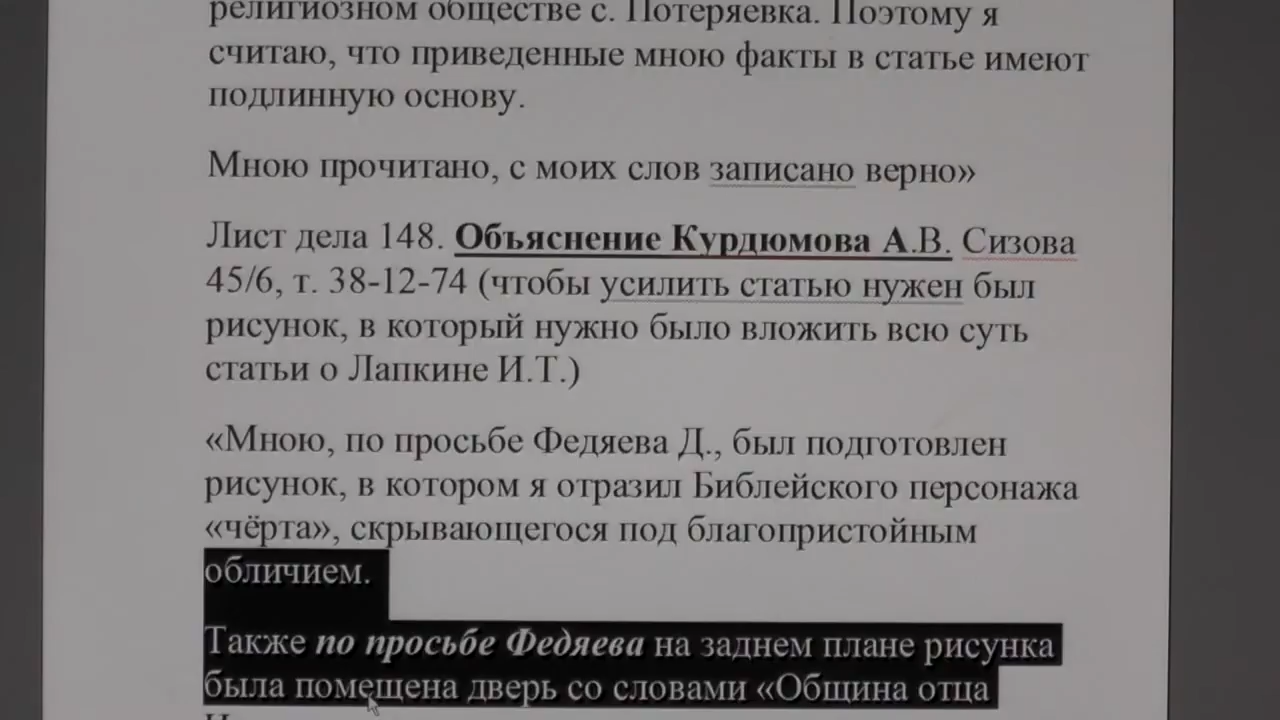 религиозном обществе с. Потеряевка. Поэтому я
считаю, что приведенные мною факты в статье имеют
подлинную основу.
Мною прочитано, с моих слов записано верно»
Лист дела 148. Объяснение Курдюмова А.В. Сизова
45/6, т. 38-12-74 (чтобы усилить статью нужен был
рисунок, в который нужно было вложить всю суть
статьи о Лапкине И.Т.)
«Мною, по просьбе Федяева Д., был подготовлен
рисунок, в котором я отразил Библейского персонажа
«чёрта», скрывающегося под благопристойным
обличием.
Также по просьбе Федяева на заднем плане рисунка
была помещена дверь со словами «Община отца